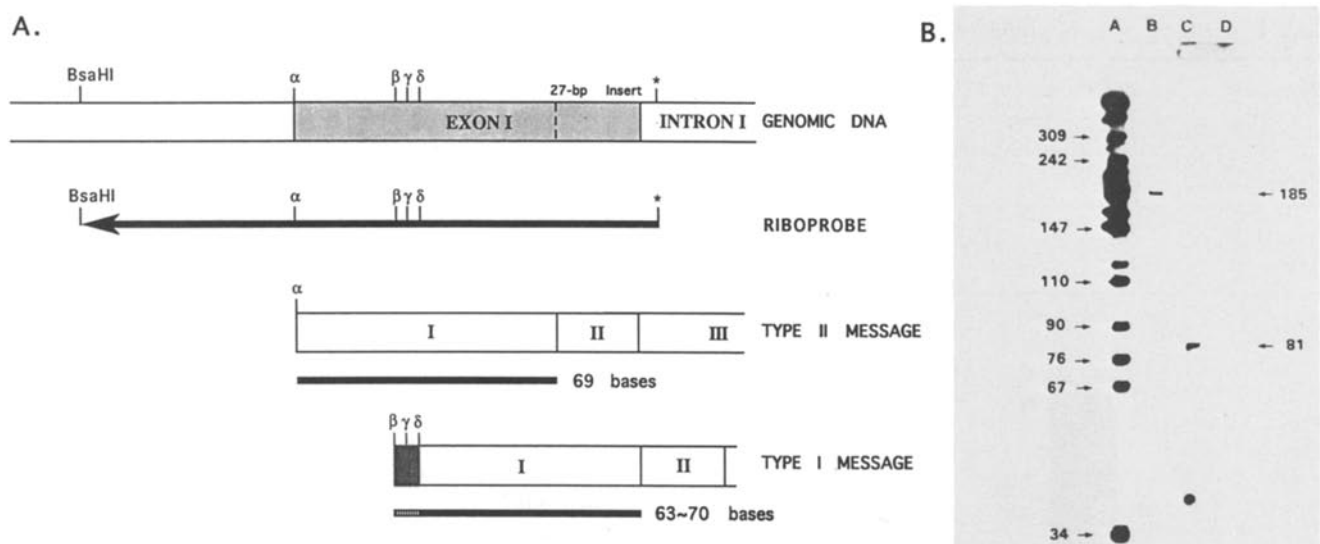 A.
BsaHI α β γ δ 27-bp Insert *
EXON I INTRON I GENOMIC DNA
BsaHI α β γ δ *
RIBOPROBE
α
I II III TYPE II MESSAGE
69 bases
β γ δ
I II TYPE I MESSAGE
63~70 bases
B.
A B C D
309 →
242 →
← 185
147 →
110 →
90 →
← 81
76 →
67 →
34 →